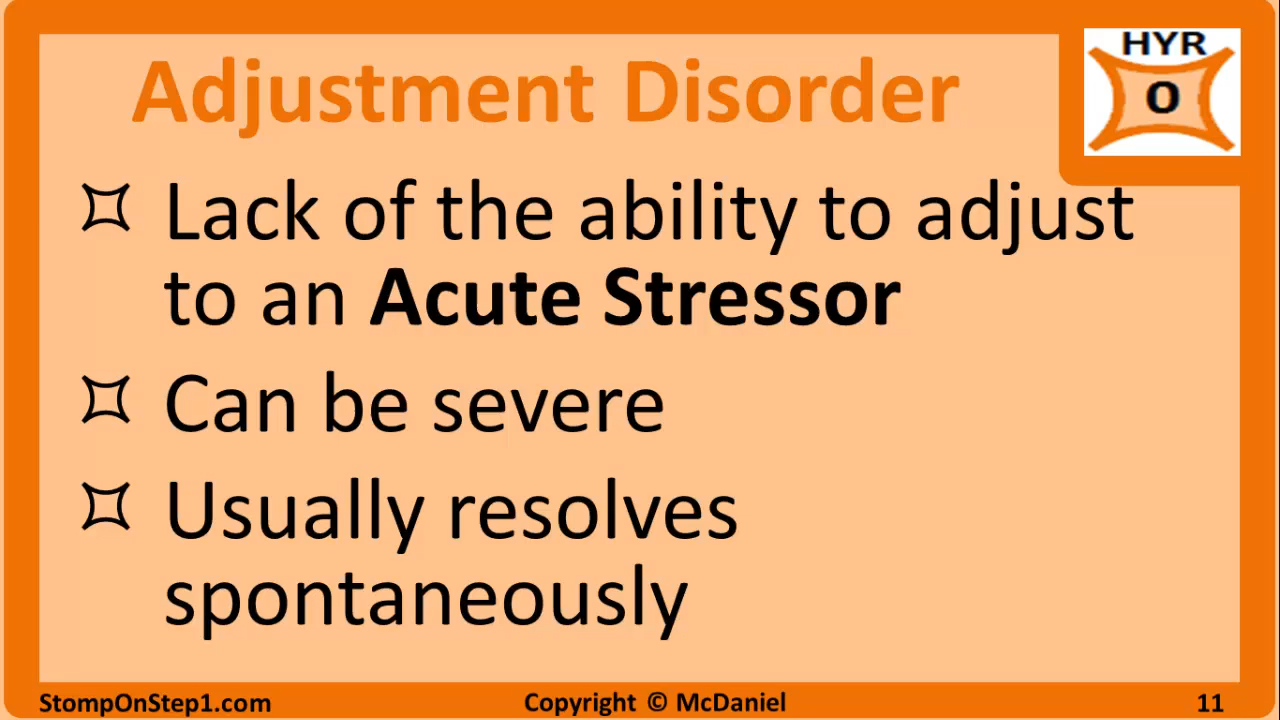 HYR
O
Adjustment Disorder
Lack of the ability to adjust
to an Acute Stressor
Can be severe
Usually resolves
spontaneously
StompOnStep1.com
Copyright © McDaniel
11